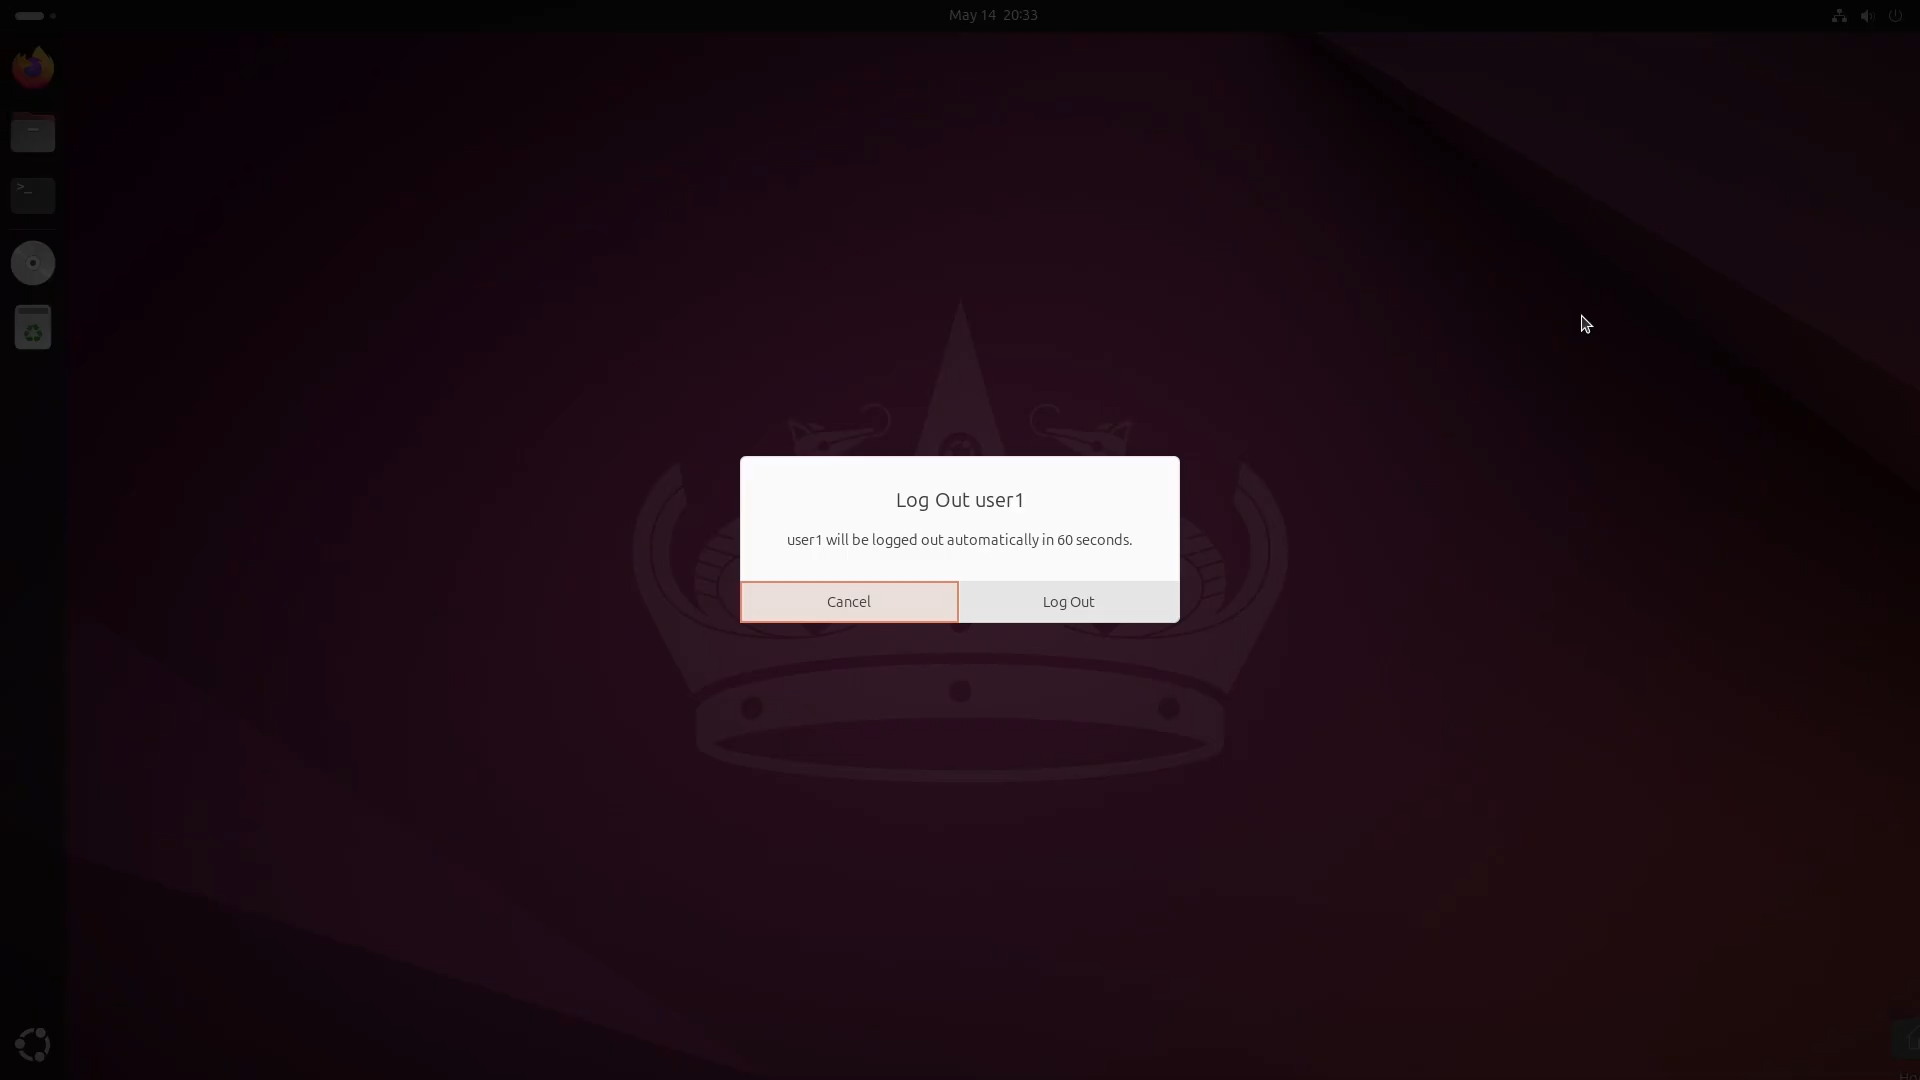 May 14 20:33
Log Out user1
user1 will be logged out automatically in 60 seconds.
Cancel
Log Out